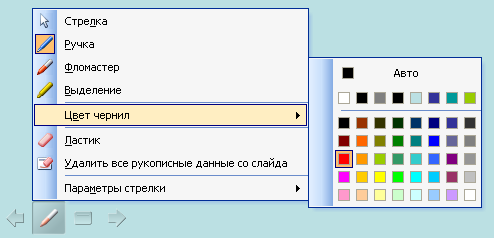 Стрелка
Ручка
Фломастер
Выделение
Цвет чернил
Ластик
Удалить все рукописные данные со слайда
Параметры стрелки
Авто